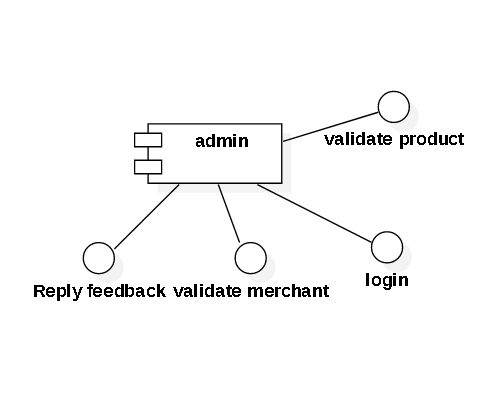 admin
validate product
Reply feedback
validate merchant
login